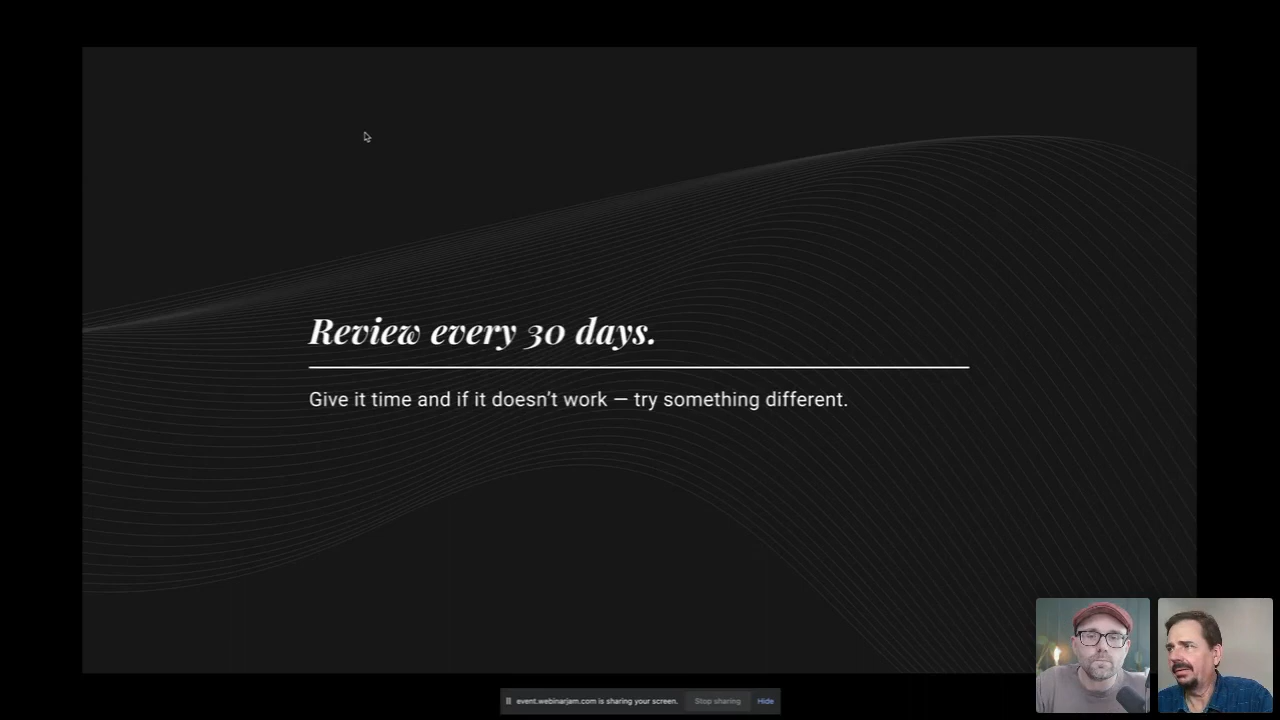 Review every 30 days.
Give it time and if it doesn't work — try something different.
event.webinarjam.com is sharing your screen. Stop sharing Hide